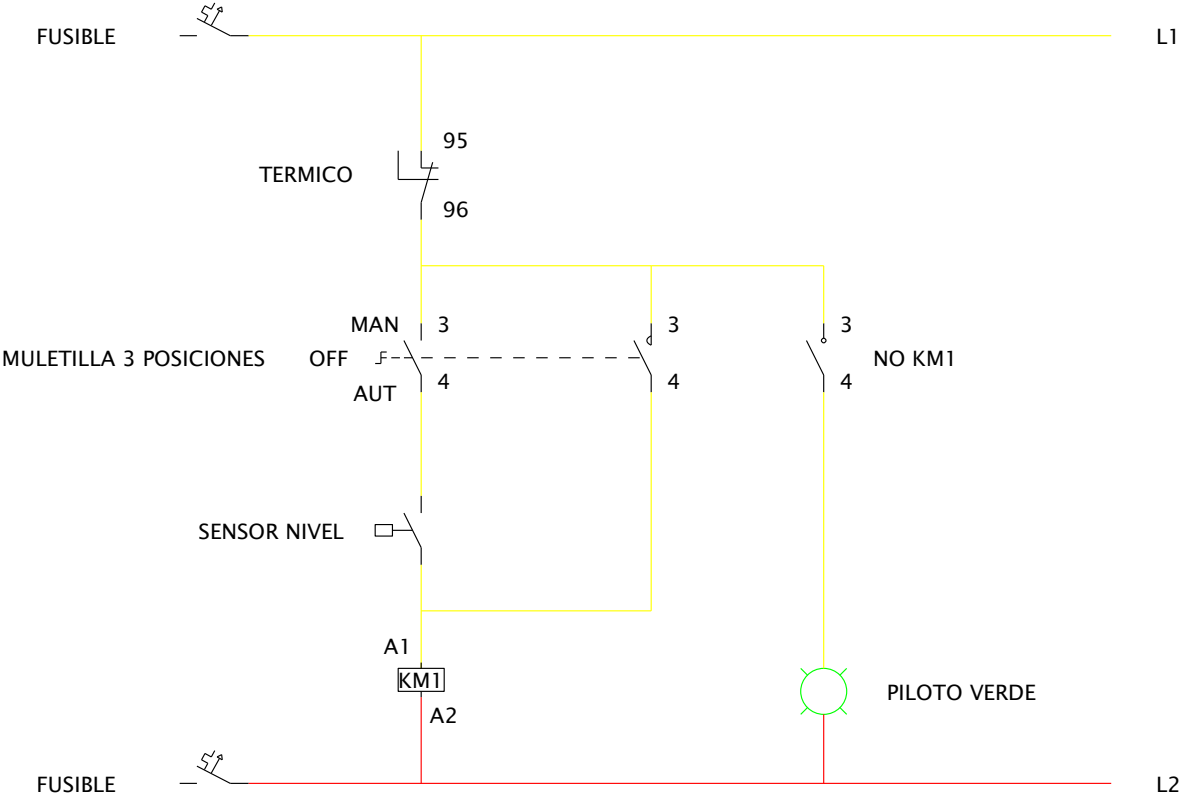 FUSIBLE
L1
95
TERMICO
96
MAN
3
3
3
MULETILLA 3 POSICIONES
OFF
NO KM1
AUT
4
4
4
SENSOR NIVEL
A1
KM1
PILOTO VERDE
A2
FUSIBLE
L2